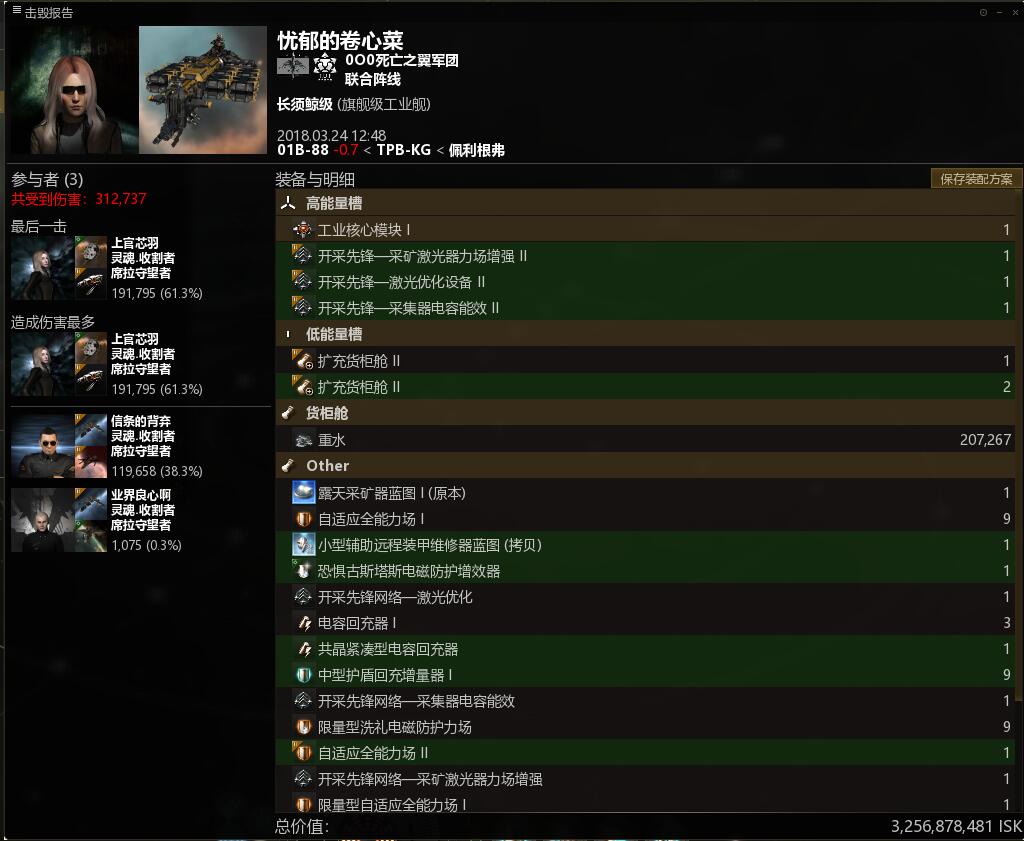 击毁报告
忧郁的卷心菜
0O0死亡之翼军团
联合阵线
长须鲸级 (旗舰级工业舰)
2018.03.24 12:48
01B-88 -0.7 < TPB-KG < 佩利根弗
参与者 (3)
共受到伤害: 312,737
最后一击
上官芯羽
灵魂.收割者
席拉守望者
191,795 (61.3%)
造成伤害最多
上官芯羽
灵魂.收割者
席拉守望者
191,795 (61.3%)
信条的背弃
灵魂.收割者
席拉守望者
119,658 (38.3%)
业界良心啊
灵魂.收割者
席拉守望者
1,075 (0.3%)
装备与明细
保存装配方案
高能量槽
工业核心模块 I 1
开采先锋—采矿激光器力场增强 II 1
开采先锋—激光优化设备 II 1
开采先锋—采集器电容能效 II 1
低能量槽
扩充货柜舱 II 1
扩充货柜舱 II 2
货柜舱
重水 207,267
Other
露天采矿器蓝图 I (原本) 1
自适应全能力场 I 9
小型辅助远程装甲维修器蓝图 (拷贝) 1
恐惧古斯塔斯电磁防护增效器 1
开采先锋网络—激光优化 1
电容回充器 I 3
共晶紧凑型电容回充器 1
中型护盾回充增量器 I 9
开采先锋网络—采集器电容能效 1
限量型洗礼电磁防护力场 9
自适应全能力场 II 1
开采先锋网络—采矿激光器力场增强 1
限量型自适应全能力场 I 1
总价值: 3,256,878,481 ISK